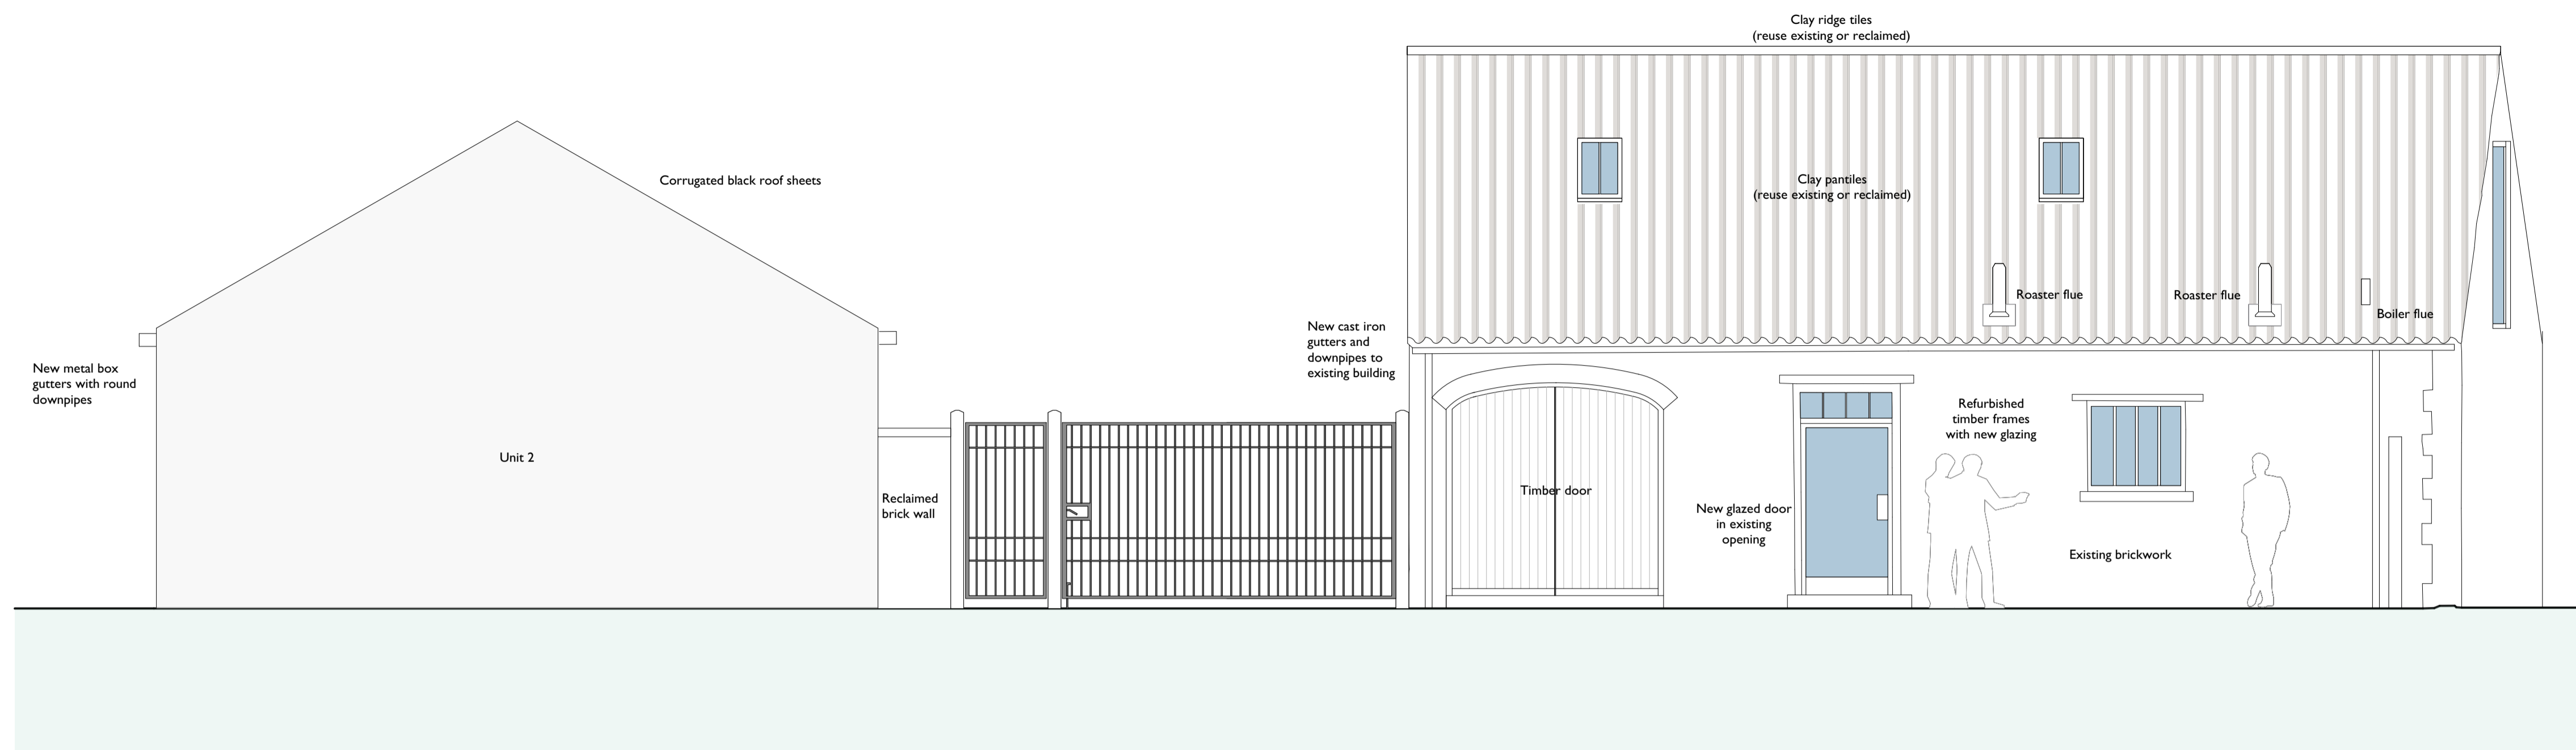 Clay ridge tiles
(reuse existing or reclaimed)
Corrugated black roof sheets
Clay pantiles
(reuse existing or reclaimed)
Roaster flue
Roaster flue
Boiler flue
New cast iron
gutters and
downpipes to
existing building
New metal box
gutters with round
downpipes
Refurbished
timber frames
with new glazing
Unit 2
Timber door
Reclaimed
brick wall
New glazed door
in existing
opening
Existing brickwork